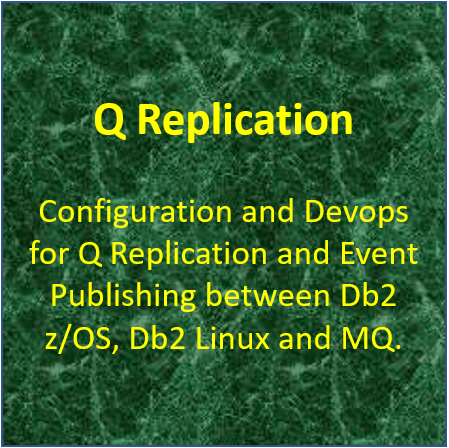 Q Replication
Configuration and Devops
for Q Replication and Event
Publishing between Db2
z/OS, Db2 Linux and MQ.